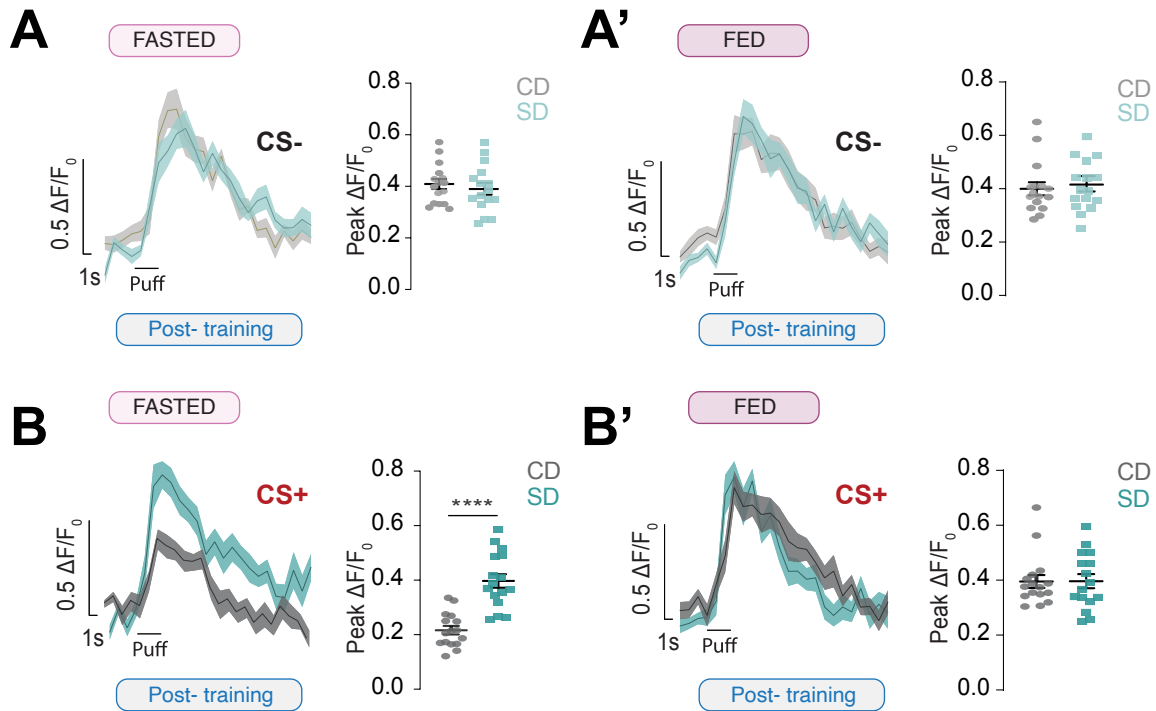 A
FASTED
CS-
0.5 ΔF/F0
1s
Puff
Post- training
Peak ΔF/F0
0.8
0.6
0.4
0.2
0.0
CD
SD
A'
FED
CS-
0.5 ΔF/F0
1s
Puff
Post- training
Peak ΔF/F0
0.8
0.6
0.4
0.2
0.0
CD
SD
B
FASTED
CS+
0.5 ΔF/F0
1s
Puff
Post- training
Peak ΔF/F0
0.8
0.6
0.4
0.2
0.0
****
CD
SD
B'
FED
CS+
0.5 ΔF/F0
1s
Puff
Post- training
Peak ΔF/F0
0.8
0.6
0.4
0.2
0.0
CD
SD